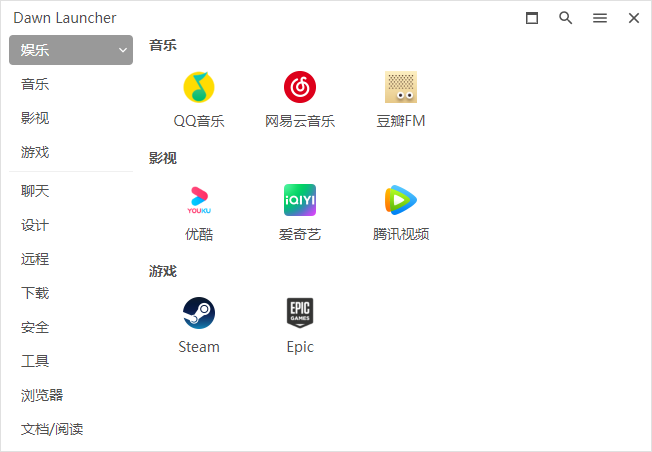 Dawn Launcher
娱乐
音乐
影视
游戏
聊天
设计
远程
下载
安全
工具
浏览器
文档/阅读
音乐
QQ音乐
网易云音乐
豆瓣FM
影视
YOUKU
iQIYI
优酷
爱奇艺
腾讯视频
游戏
EPIC
GAMES
Steam
Epic